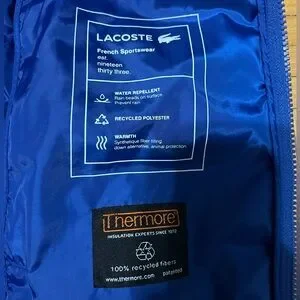 LACOSTE
French Sportswear
est.
nineteen
thirty three.
WATER REPELLENT
Rain beads on surface
Prevent rain
RECYCLED POLYESTER
WARMTH
Synthetique fiber filling
down alternative, animal protection.
Thermore
INSULATION EXPERTS SINCE 1972
100% recycled fibers
www.thermore.com patented